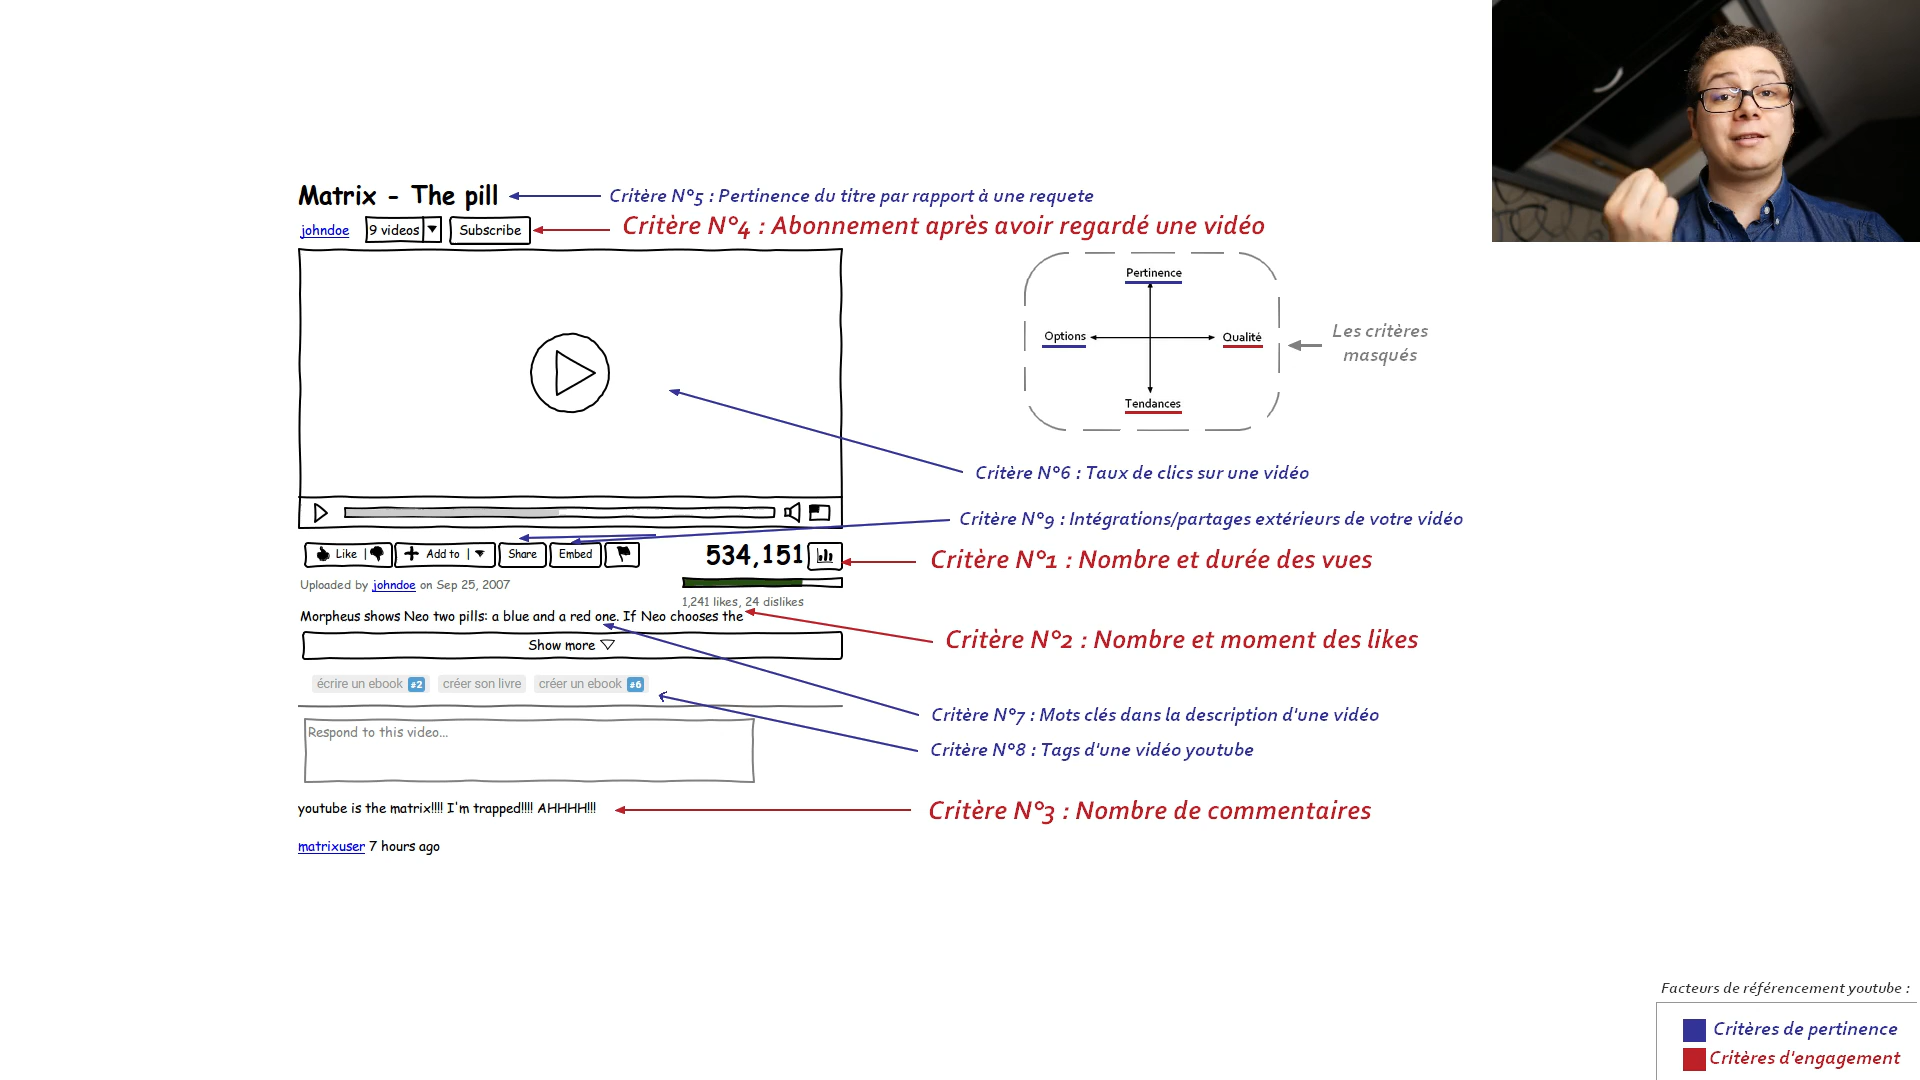 Matrix - The pill
Critère N°5 : Pertinence du titre par rapport à une requete
johndoe
9 videos
Subscribe
Critère N°4 : Abonnement après avoir regardé une vidéo
Pertinence
Options
Qualité
Tendances
Les critères
masqués
Critère N°6 : Taux de clics sur une vidéo
Critère N°9 : Intégrations/partages extérieurs de votre vidéo
Like
Add to
Share
Embed
534,151
Critère N°1 : Nombre et durée des vues
Uploaded by johndoe on Sep 25, 2007
1,241 likes, 24 dislikes
Morpheus shows Neo two pills: a blue and a red one. If Neo chooses the
Critère N°2 : Nombre et moment des likes
Show more
écrire un ebook #2 créer son livre créer un ebook #6
Critère N°7 : Mots clés dans la description d'une vidéo
Respond to this video...
Critère N°8 : Tags d'une vidéo youtube
youtube is the matrix!!!! I'm trapped!!!! AHHHH!!!
Critère N°3 : Nombre de commentaires
matrixuser 7 hours ago
Facteurs de référencement youtube :
Critères de pertinence
Critères d'engagement